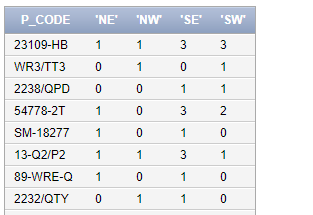 P_CODE 'NE' 'NW' 'SE' 'SW'
23109-HB 1 1 3 3
WR3/TT3 0 1 0 1
2238/QPD 0 0 1 1
54778-2T 1 0 3 2
SM-18277 1 0 1 0
13-Q2/P2 1 1 3 1
89-WRE-Q 1 0 1 0
2232/QTY 0 1 1 0